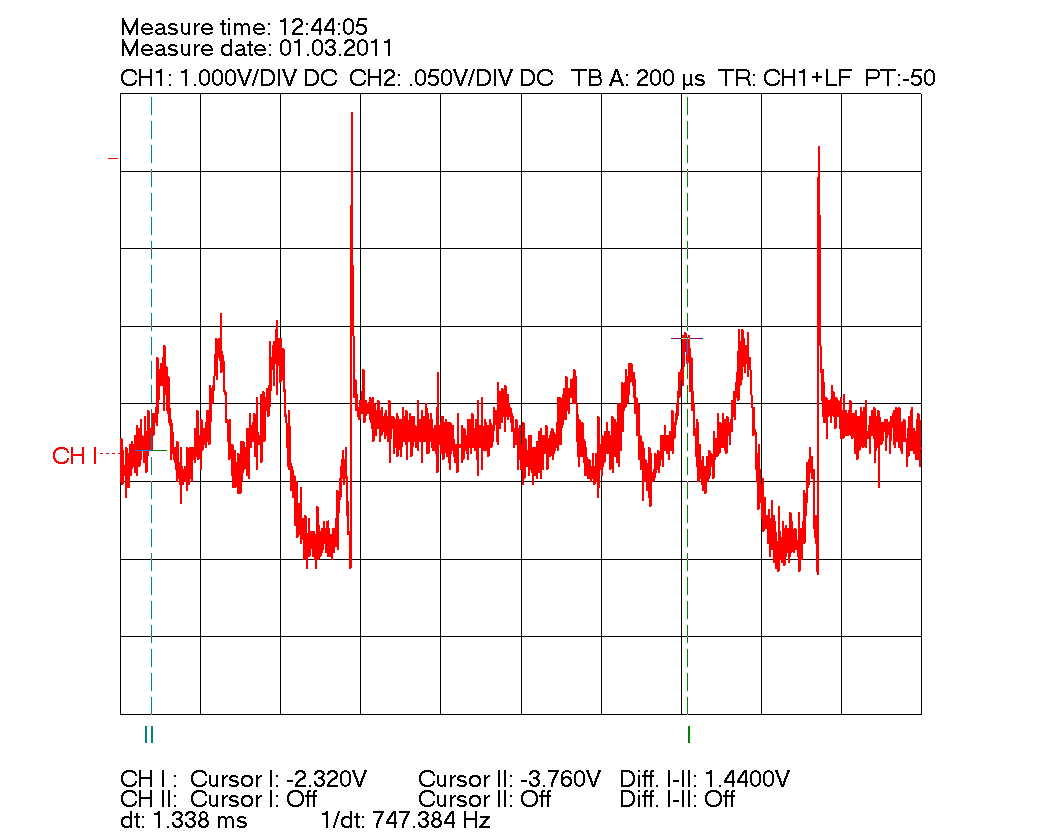 Measure time: 12:44:05
Measure date: 01.03.2011
CH1: 1.000V/DIV DC CH2: .050V/DIV DC TB A: 200 µs TR: CH1+LF PT:-50
CH I
II I
CH I : Cursor I: -2.320V Cursor II: -3.760V Diff. I-II: 1.4400V
CH II: Cursor I: Off Cursor II: Off Diff. I-II: Off
dt: 1.338 ms 1/dt: 747.384 Hz